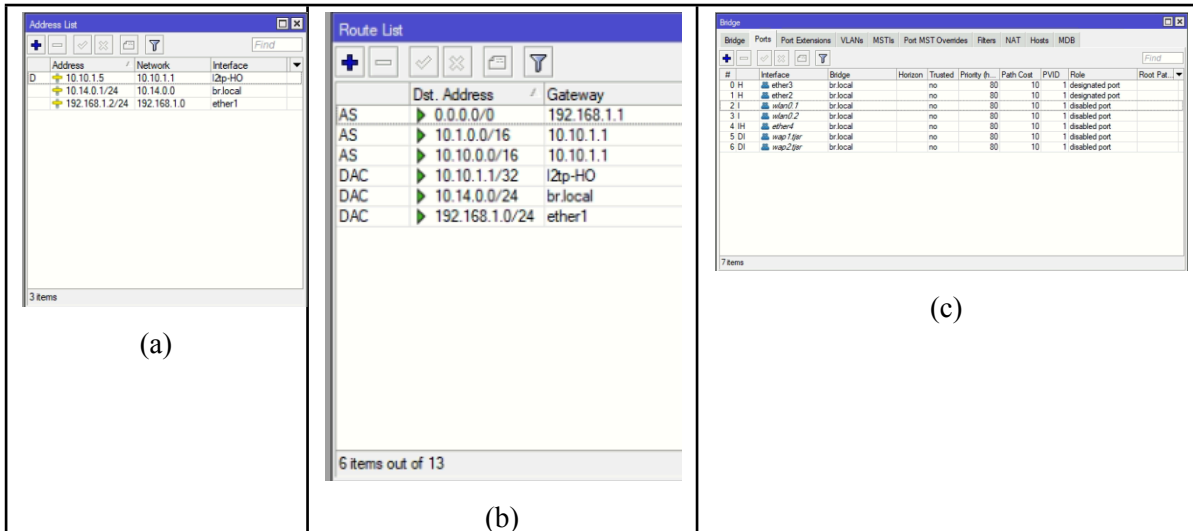 Address List
Find
Address Network Interface
D 10.10.1.5 10.10.1.1 l2tp-HO
10.14.0.1/24 10.14.0.0 br.local
192.168.1.2/24 192.168.1.0 ether1
3 items
(a)
Route List
Dst. Address Gateway
AS 0.0.0.0/0 192.168.1.1
AS 10.1.0.0/16 10.10.1.1
AS 10.10.0.0/16 10.10.1.1
DAC 10.10.1.1/32 l2tp-HO
DAC 10.14.0.0/24 br.local
DAC 192.168.1.0/24 ether1
6 items out of 13
(b)
Bridge
Bridge Ports Port Extensions VLANs MSTIs Port MST Overrides Filters NAT Hosts MDB
Find
# Interface Bridge Horizon Trusted Priority (h... Path Cost PVID Role Root Pat...
0 H ether3 br.local no 80 10 1 designated port
1 H ether2 br.local no 80 10 1 designated port
2 I wlan0.1 br.local no 80 10 1 disabled port
3 I wlan0.2 br.local no 80 10 1 disabled port
4 IH ether4 br.local no 80 10 1 disabled port
5 DI wap1.tjar br.local no 80 10 1 disabled port
6 DI wap2.tjar br.local no 80 10 1 disabled port
7 items
(c)